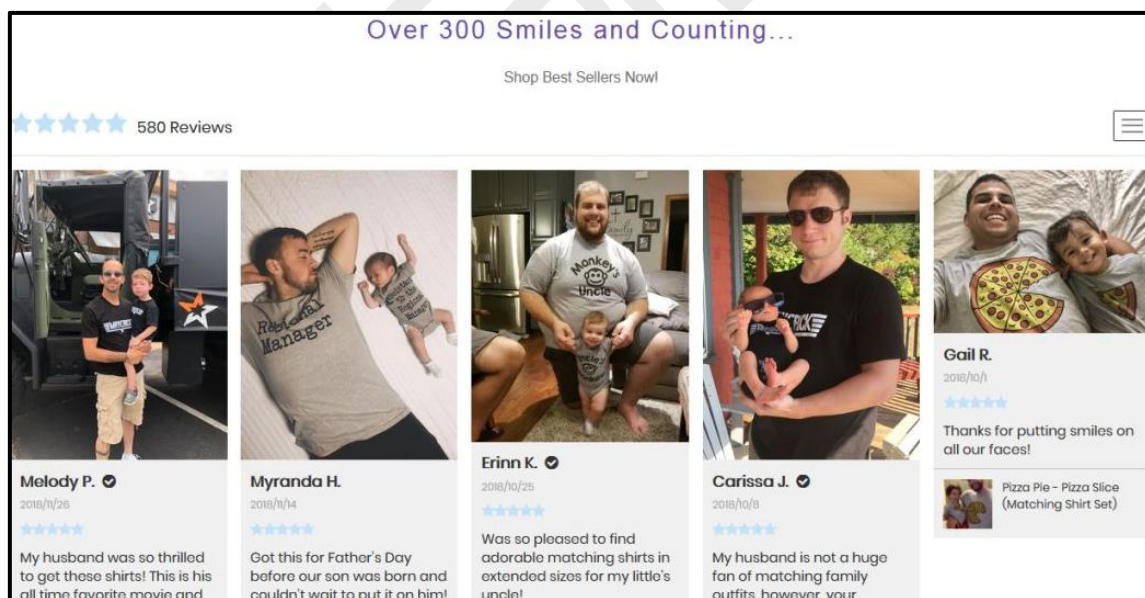 Over 300 Smiles and Counting...
Shop Best Sellers Now!
580 Reviews
Regional
Manager
Monkey's
Uncle
family
Melody P.
2018/11/26
My husband was so thrilled
to get these shirts! This is his
all time favorite movie and
Myranda H.
2018/11/14
Got this for Father's Day
before our son was born and
couldn't wait to put it on him!
Erinn K.
2018/10/25
Was so pleased to find
adorable matching shirts in
extended sizes for my little's
uncle!
Carissa J.
2018/10/8
My husband is not a huge
fan of matching family
outfits, however, your
Gail R.
2018/10/1
Thanks for putting smiles on
all our faces!
Pizza Pie - Pizza Slice
(Matching Shirt Set)